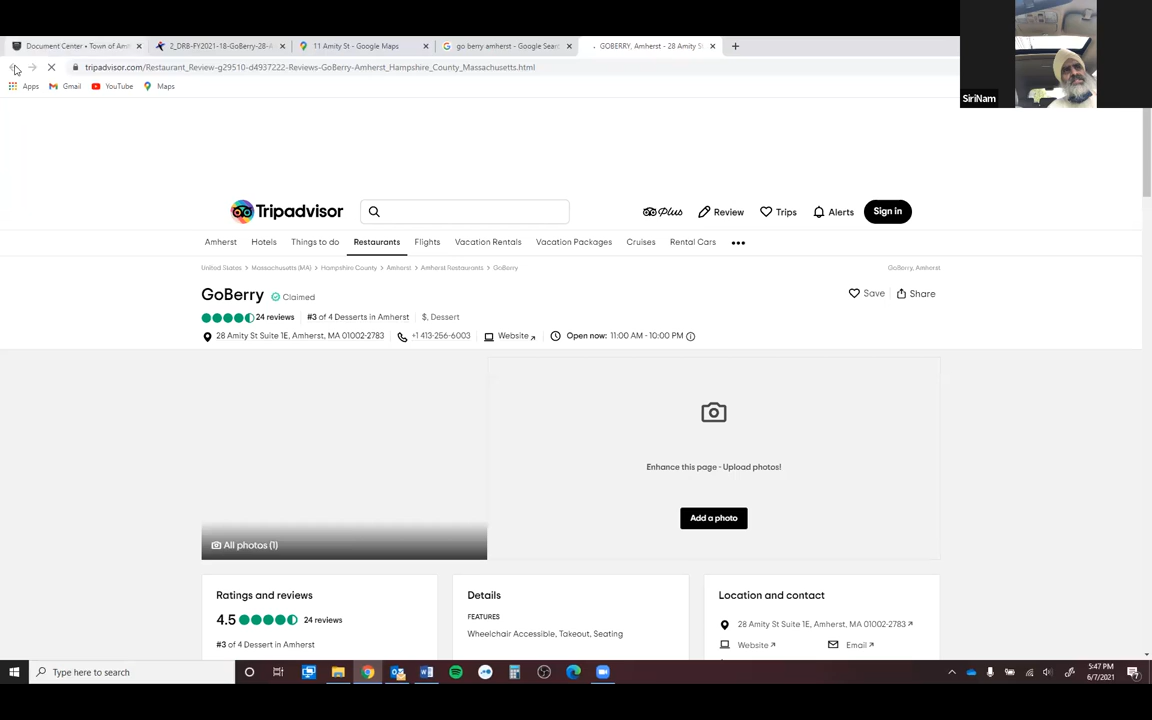 Document Center • Town of Am
2_DRB-FY2021-18-GoBerry-28-A
11 Amity St - Google Maps
go berry amherst - Google Sear
GOBERRY, Amherst - 28 Amity S
tripadvisor.com/Restaurant_Review-g29510-d4937222-Reviews-GoBerry-Amherst_Hampshire_County_Massachusetts.html
Apps Gmail YouTube Maps
SiriNam
Tripadvisor
Plus Review Trips Alerts Sign in
Amherst Hotels Things to do Restaurants Flights Vacation Rentals Vacation Packages Cruises Rental Cars •••
United States > Massachusetts (MA) > Hampshire County > Amherst > Amherst Restaurants > GoBerry
GoBerry, Amherst
GoBerry Claimed
Save Share
24 reviews #3 of 4 Desserts in Amherst $, Dessert
28 Amity St Suite 1E, Amherst, MA 01002-2783 +1 413-256-6003 Website Open now: 11:00 AM - 10:00 PM
Enhance this page - Upload photos!
Add a photo
All photos (1)
Ratings and reviews
4.5 24 reviews
#3 of 4 Dessert in Amherst
Details
FEATURES
Wheelchair Accessible, Takeout, Seating
Location and contact
28 Amity St Suite 1E, Amherst, MA 01002-2783
Website Email
Type here to search
5:47 PM
6/7/2021